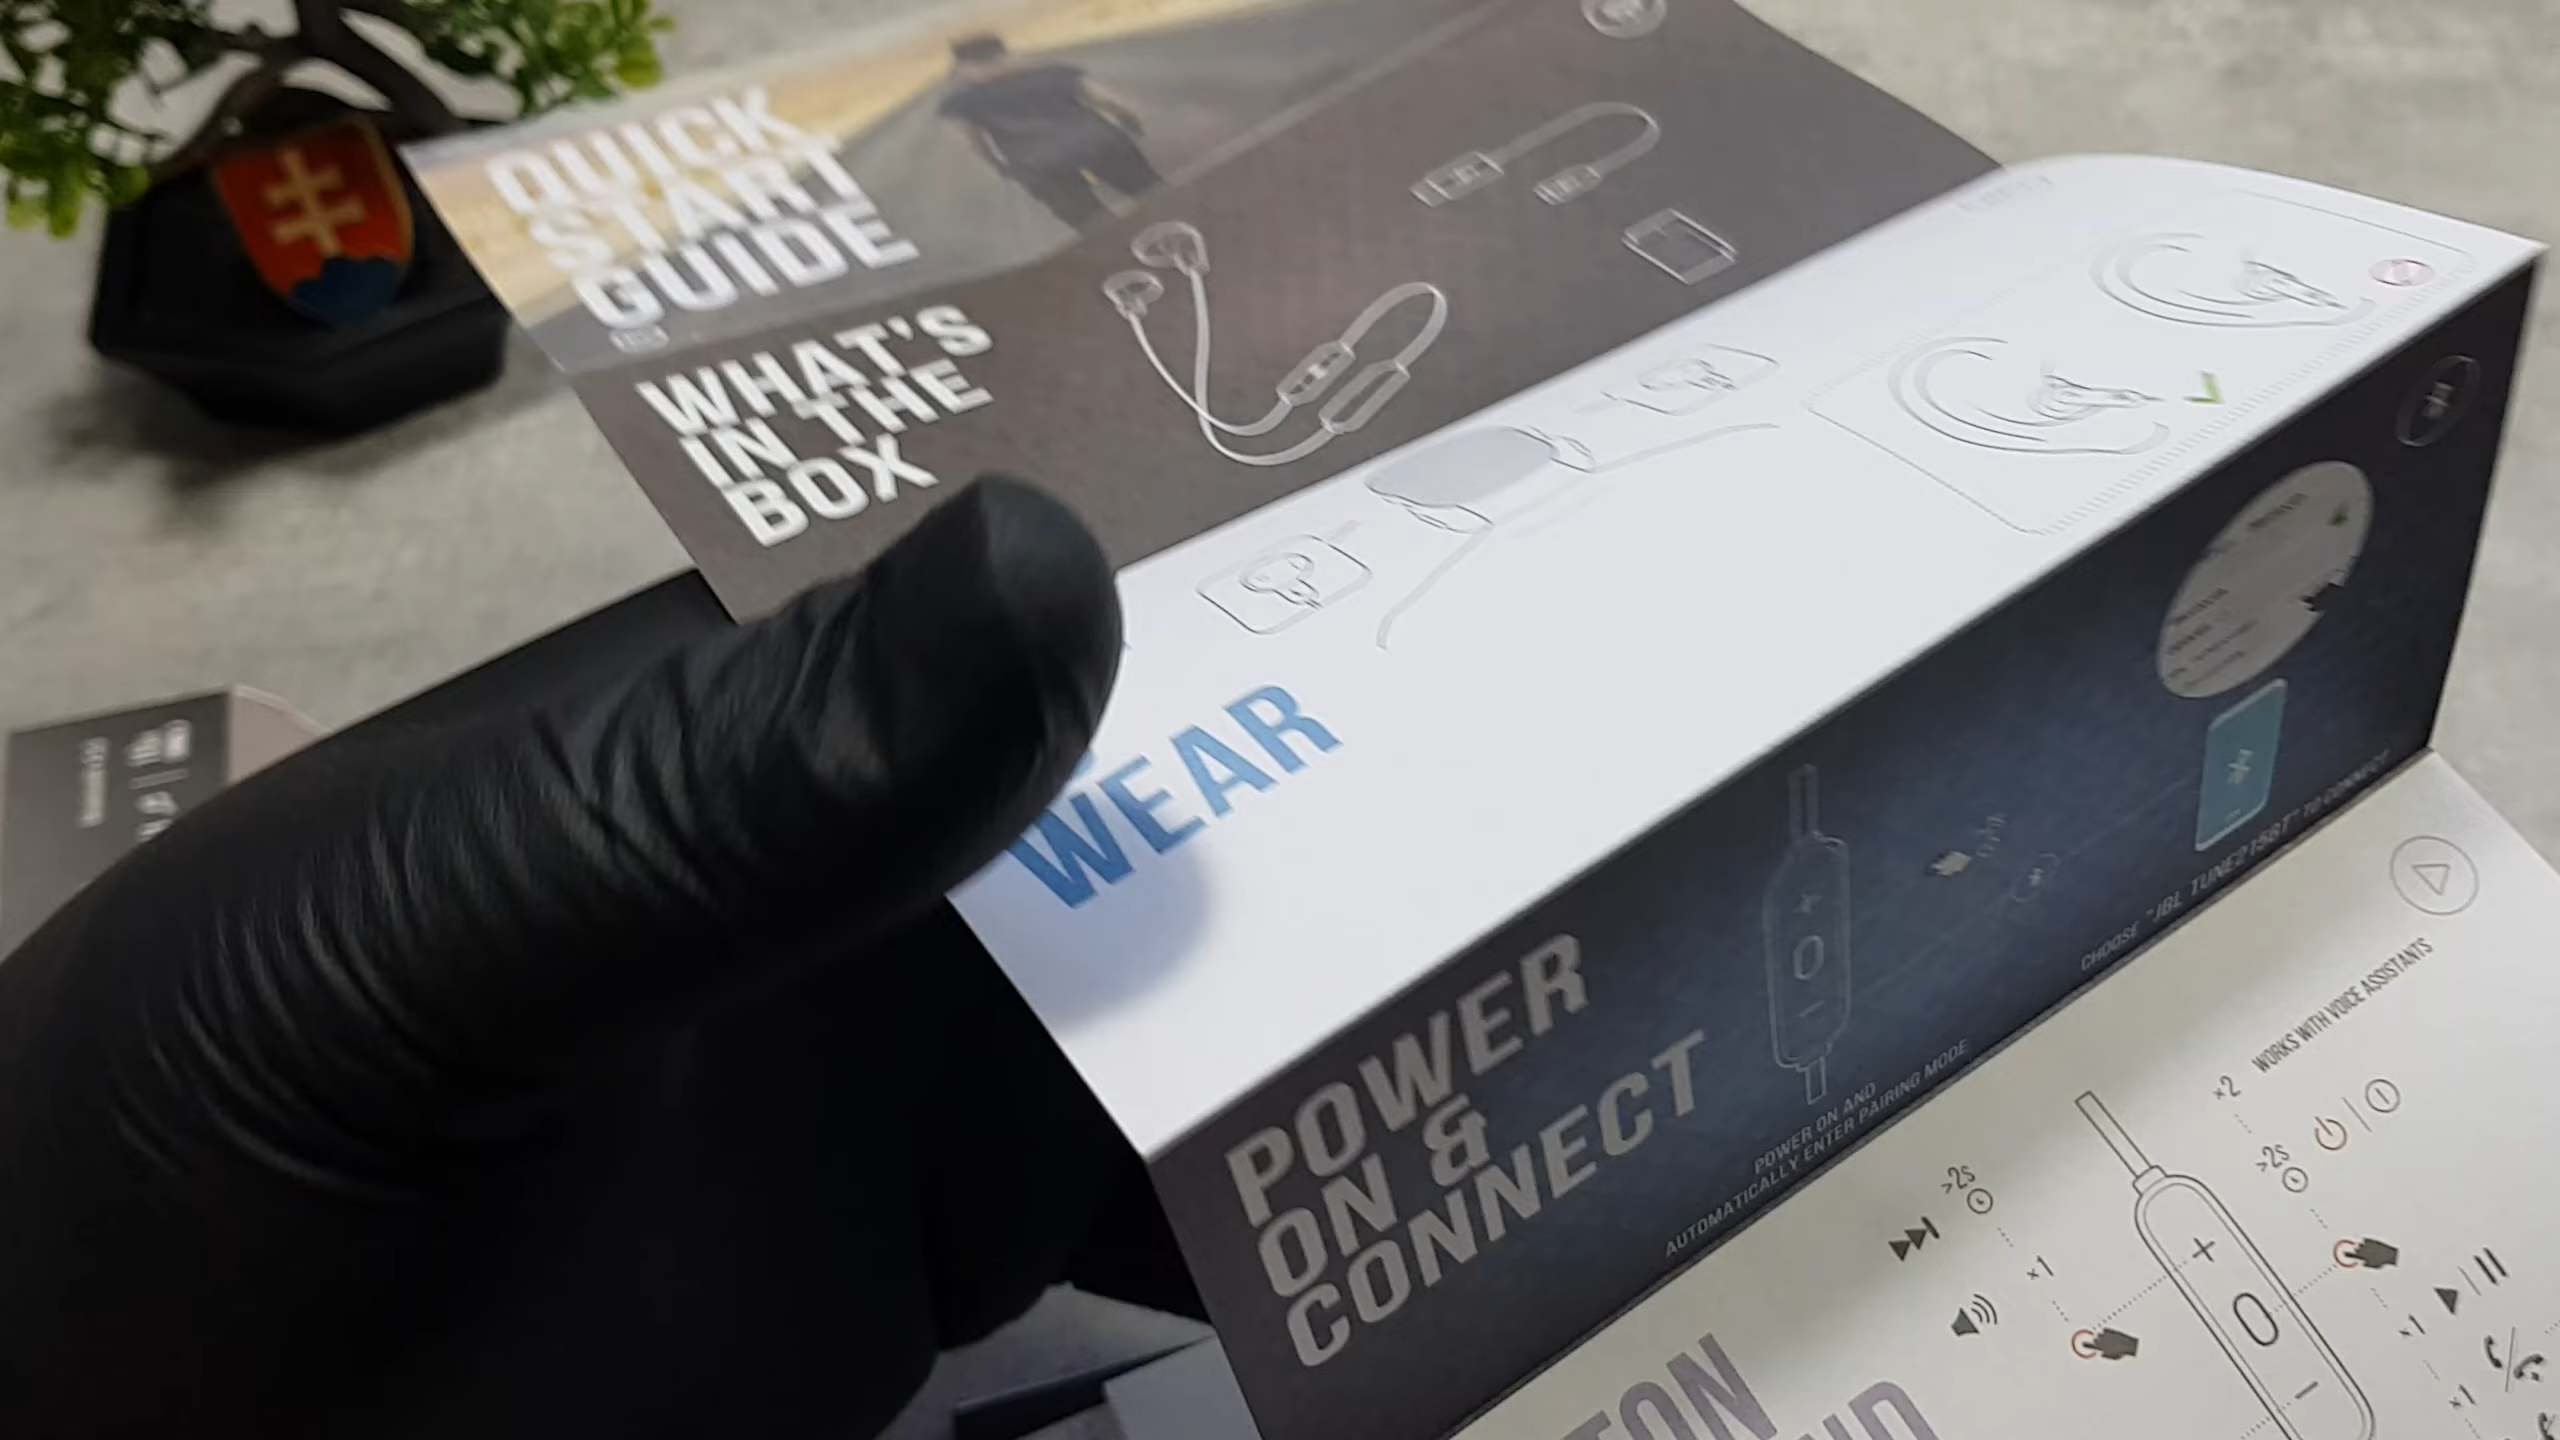 QUICK
START
GUIDE
WHAT'S
IN THE
BOX
WEAR
POWER
ON &
CONNECT
POWER ON AND
AUTOMATICALLY ENTER PAIRING MODE
CHOOSE "JBL TUNE215BT" TO CONNECT
WORKS WITH VOICE ASSISTANTS
×2
>2s
>2s
×1
×1
×1